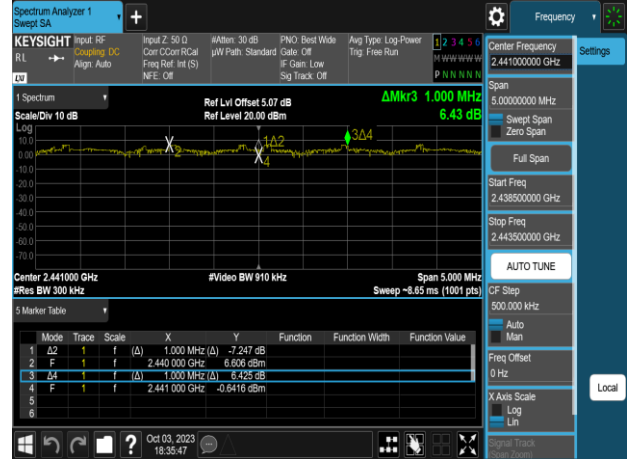 Spectrum Analyzer 1
Swept SA
+
Frequency
KEYSIGHT Input: RF Input Z: 50 Ω #Atten: 30 dB PNO: Best Wide Avg Type: Log-Power 1 2 3 4 5 6
RL Coupling: DC Corr CCorr RCal µW Path: Standard Gate: Off Trig: Free Run M W W W W W
Align: Auto Freq Ref: Int (S) IF Gain: Low
LXI NFE: Off Sig Track: Off P N N N N N
1 Spectrum
Scale/Div 10 dB
Ref Lvl Offset 5.07 dB
Ref Level 20.00 dBm
ΔMkr3 1.000 MHz
6.43 dB
Log
10.0
0.00
-10.0
-20.0
-30.0
-40.0
-50.0
-60.0
-70.0
2
1Δ2
4
3Δ4
Center 2.441000 GHz #Video BW 910 kHz Span 5.000 MHz
#Res BW 300 kHz Sweep ~8.65 ms (1001 pts)
5 Marker Table
Mode Trace Scale X Y Function Function Width Function Value
1 Δ2 1 f (Δ) 1.000 MHz (Δ) -7.247 dB
2 F 1 f 2.440 000 GHz 6.606 dBm
3 Δ4 1 f (Δ) 1.000 MHz (Δ) 6.425 dB
4 F 1 f 2.441 000 GHz -0.6416 dBm
5
6
?
Oct 03, 2023
18:35:47
Center Frequency
2.441000000 GHz
Settings
Span
5.00000000 MHz
Swept Span
Zero Span
Full Span
Start Freq
2.438500000 GHz
Stop Freq
2.443500000 GHz
AUTO TUNE
CF Step
500.000 kHz
Auto
Man
Freq Offset
0 Hz
X Axis Scale
Log
Lin
Local
Signal Track
(Span Zoom)